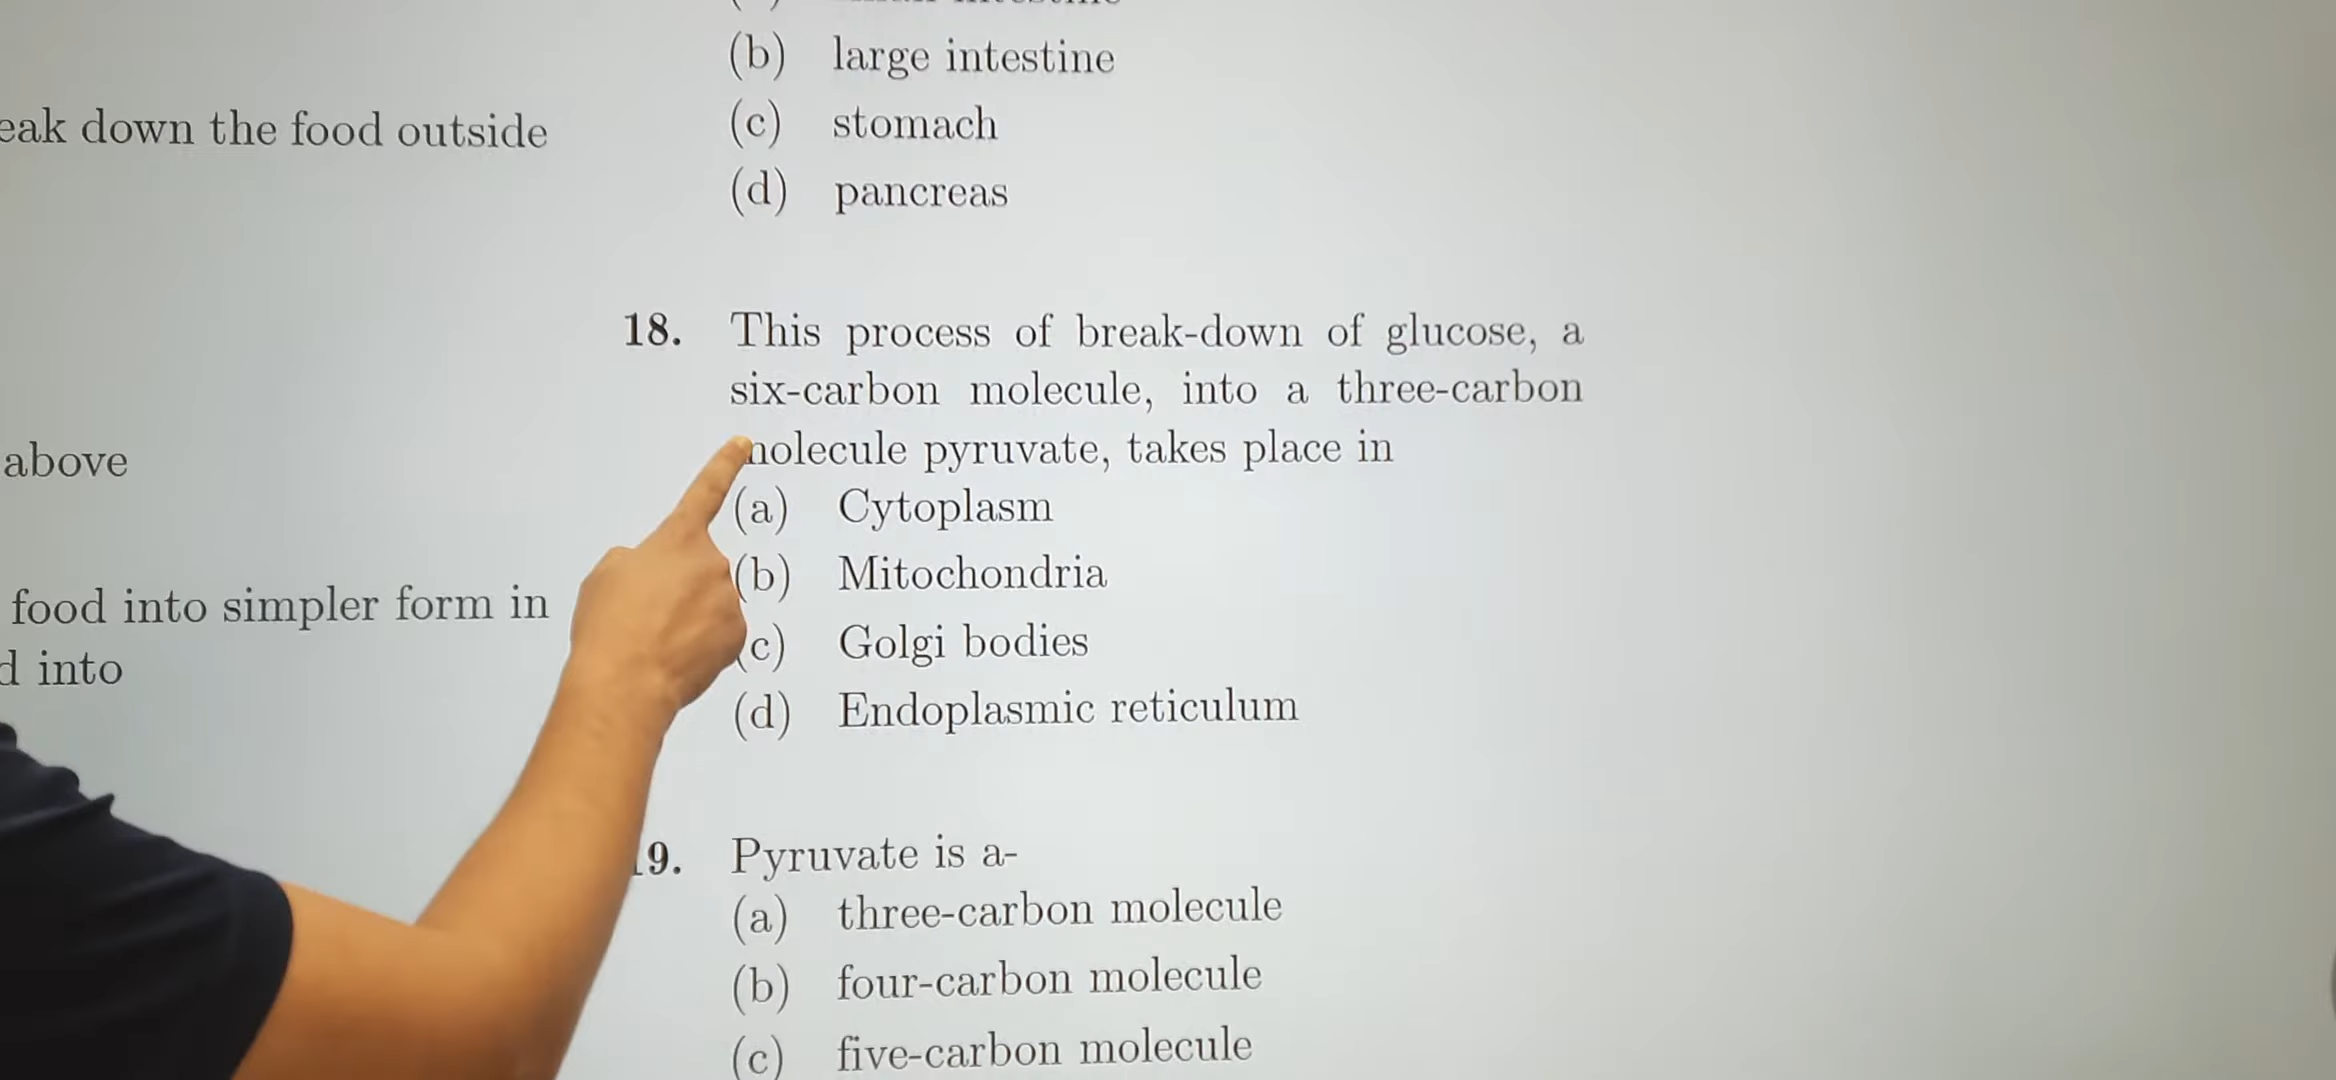 (b) large intestine
(c) stomach
(d) pancreas
eak down the food outside
above
food into simpler form in
d into
18. This process of break-down of glucose, a
six-carbon molecule, into a three-carbon
molecule pyruvate, takes place in
(a) Cytoplasm
(b) Mitochondria
(c) Golgi bodies
(d) Endoplasmic reticulum
19. Pyruvate is a-
(a) three-carbon molecule
(b) four-carbon molecule
(c) five-carbon molecule